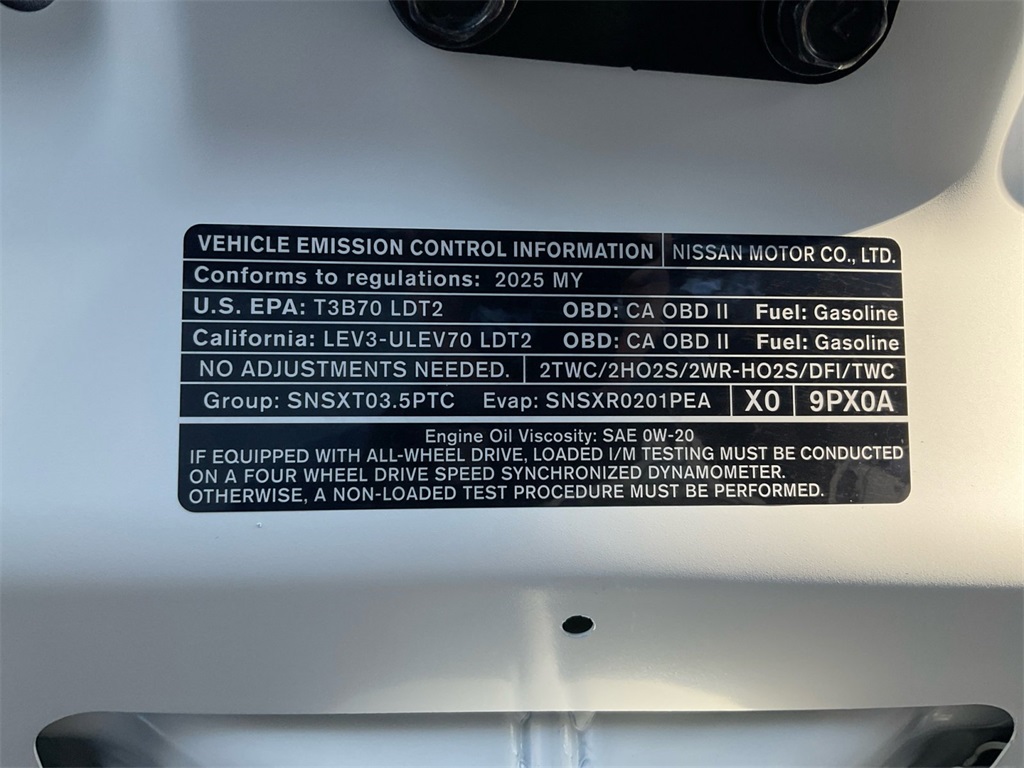 VEHICLE EMISSION CONTROL INFORMATION NISSAN MOTOR CO., LTD.
Conforms to regulations: 2025 MY
U.S. EPA: T3B70 LDT2 OBD: CA OBD II Fuel: Gasoline
California: LEV3-ULEV70 LDT2 OBD: CA OBD II Fuel: Gasoline
NO ADJUSTMENTS NEEDED. 2TWC/2HO2S/2WR-HO2S/DFI/TWC
Group: SNSXT03.5PTC Evap: SNSXR0201PEA X0 9PX0A
Engine Oil Viscosity: SAE 0W-20
IF EQUIPPED WITH ALL-WHEEL DRIVE, LOADED I/M TESTING MUST BE CONDUCTED
ON A FOUR WHEEL DRIVE SPEED SYNCHRONIZED DYNAMOMETER.
OTHERWISE, A NON-LOADED TEST PROCEDURE MUST BE PERFORMED.